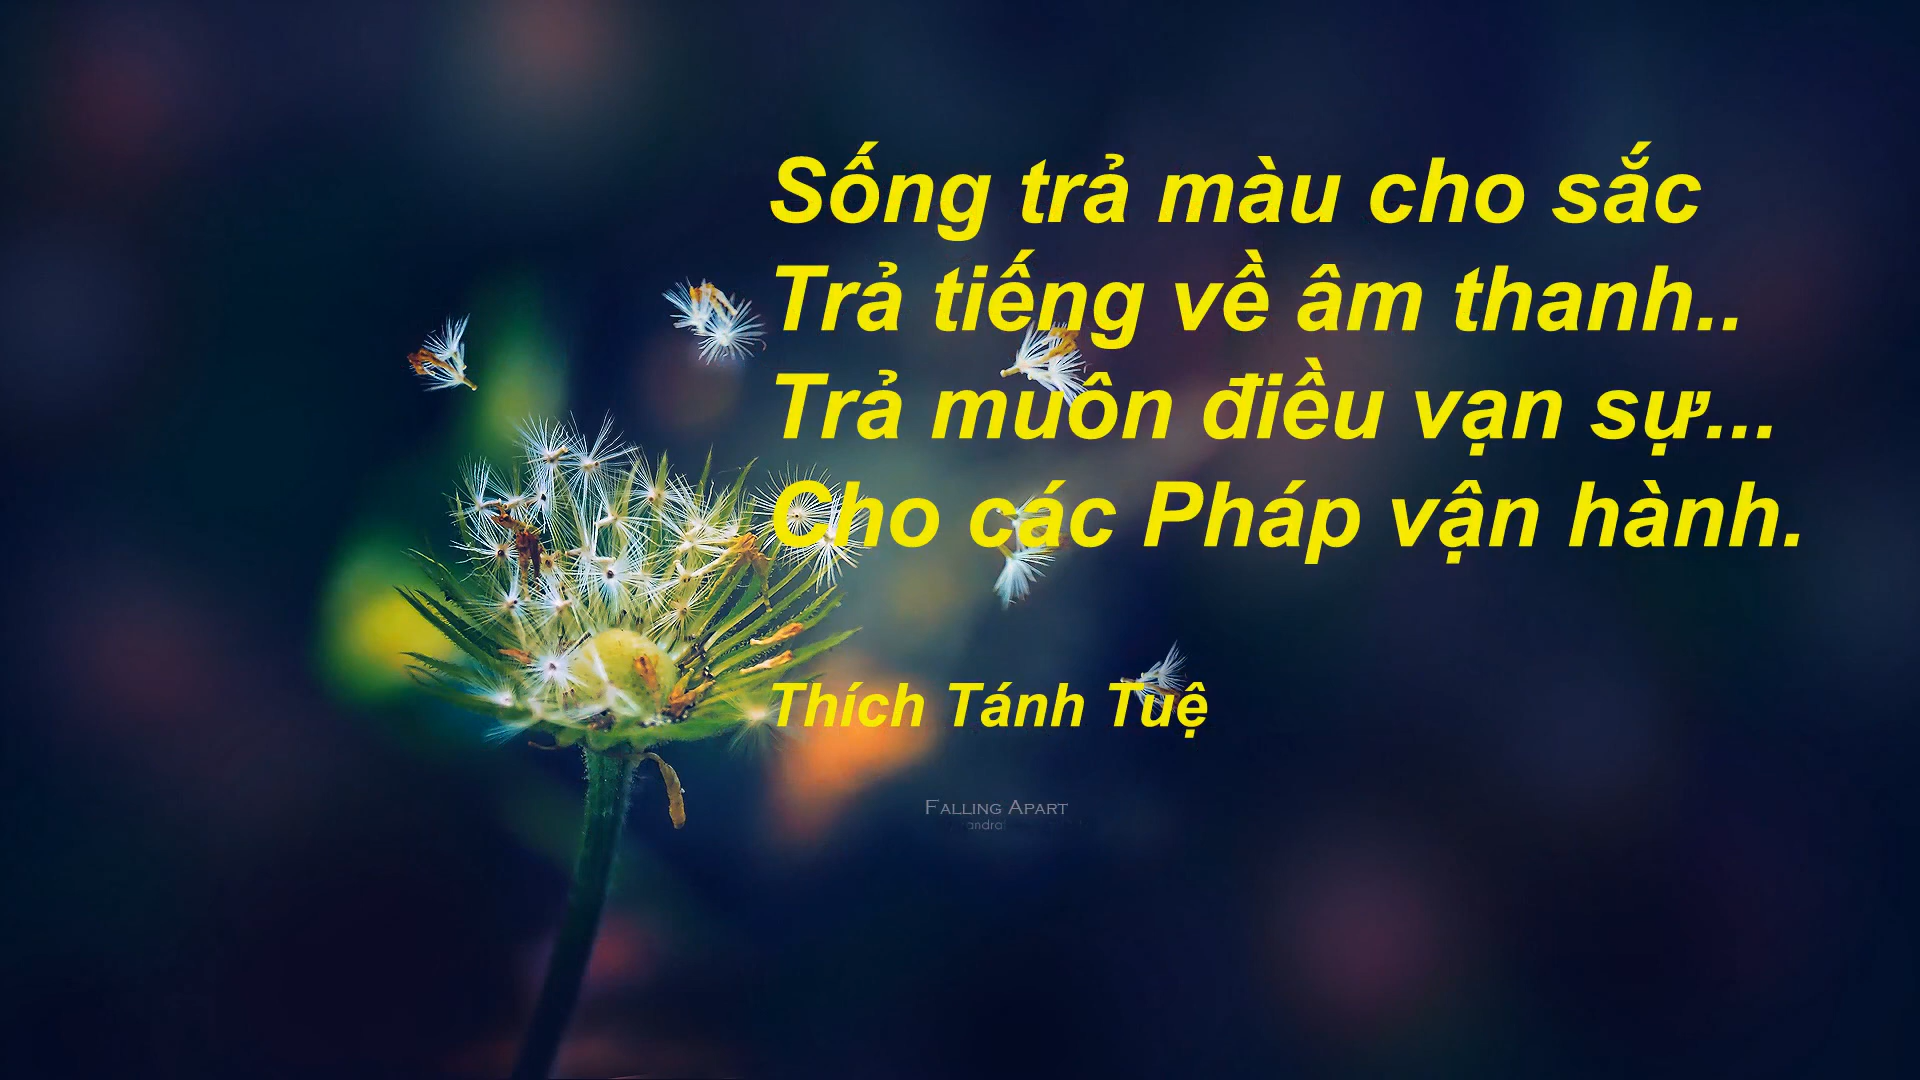 Sống trả màu cho sắc
Trả tiếng về âm thanh..
Trả muôn điều vạn sự...
Cho các Pháp vận hành.
Thích Tánh Tuệ
FALLING APART